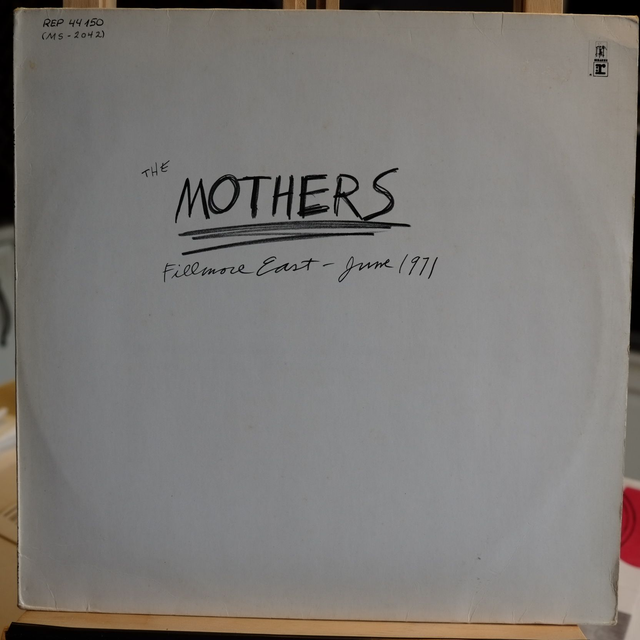 REP 44 150
(MS-2042)
THE
MOTHERS
Fillmore East - June 1971